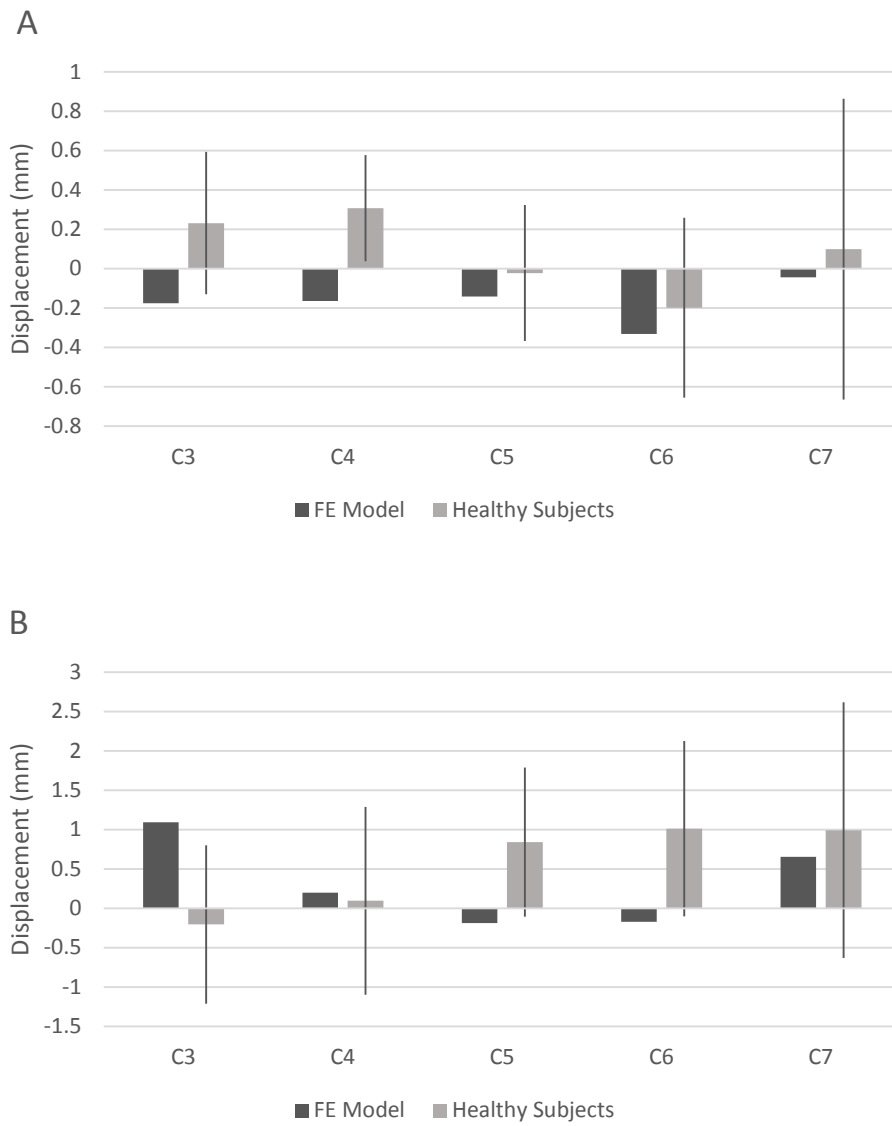 A
1
0.8
0.6
0.4
0.2
0
-0.2
-0.4
-0.6
-0.8
Displacement (mm)
C3 C4 C5 C6 C7
FE Model Healthy Subjects
B
3
2.5
2
1.5
1
0.5
0
-0.5
-1
-1.5
Displacement (mm)
C3 C4 C5 C6 C7
FE Model Healthy Subjects